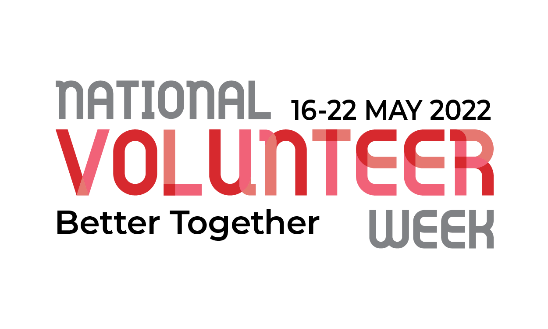 NATIONAL
16-22 MAY 2022
VOLUNTEER
Better Together
WEEK